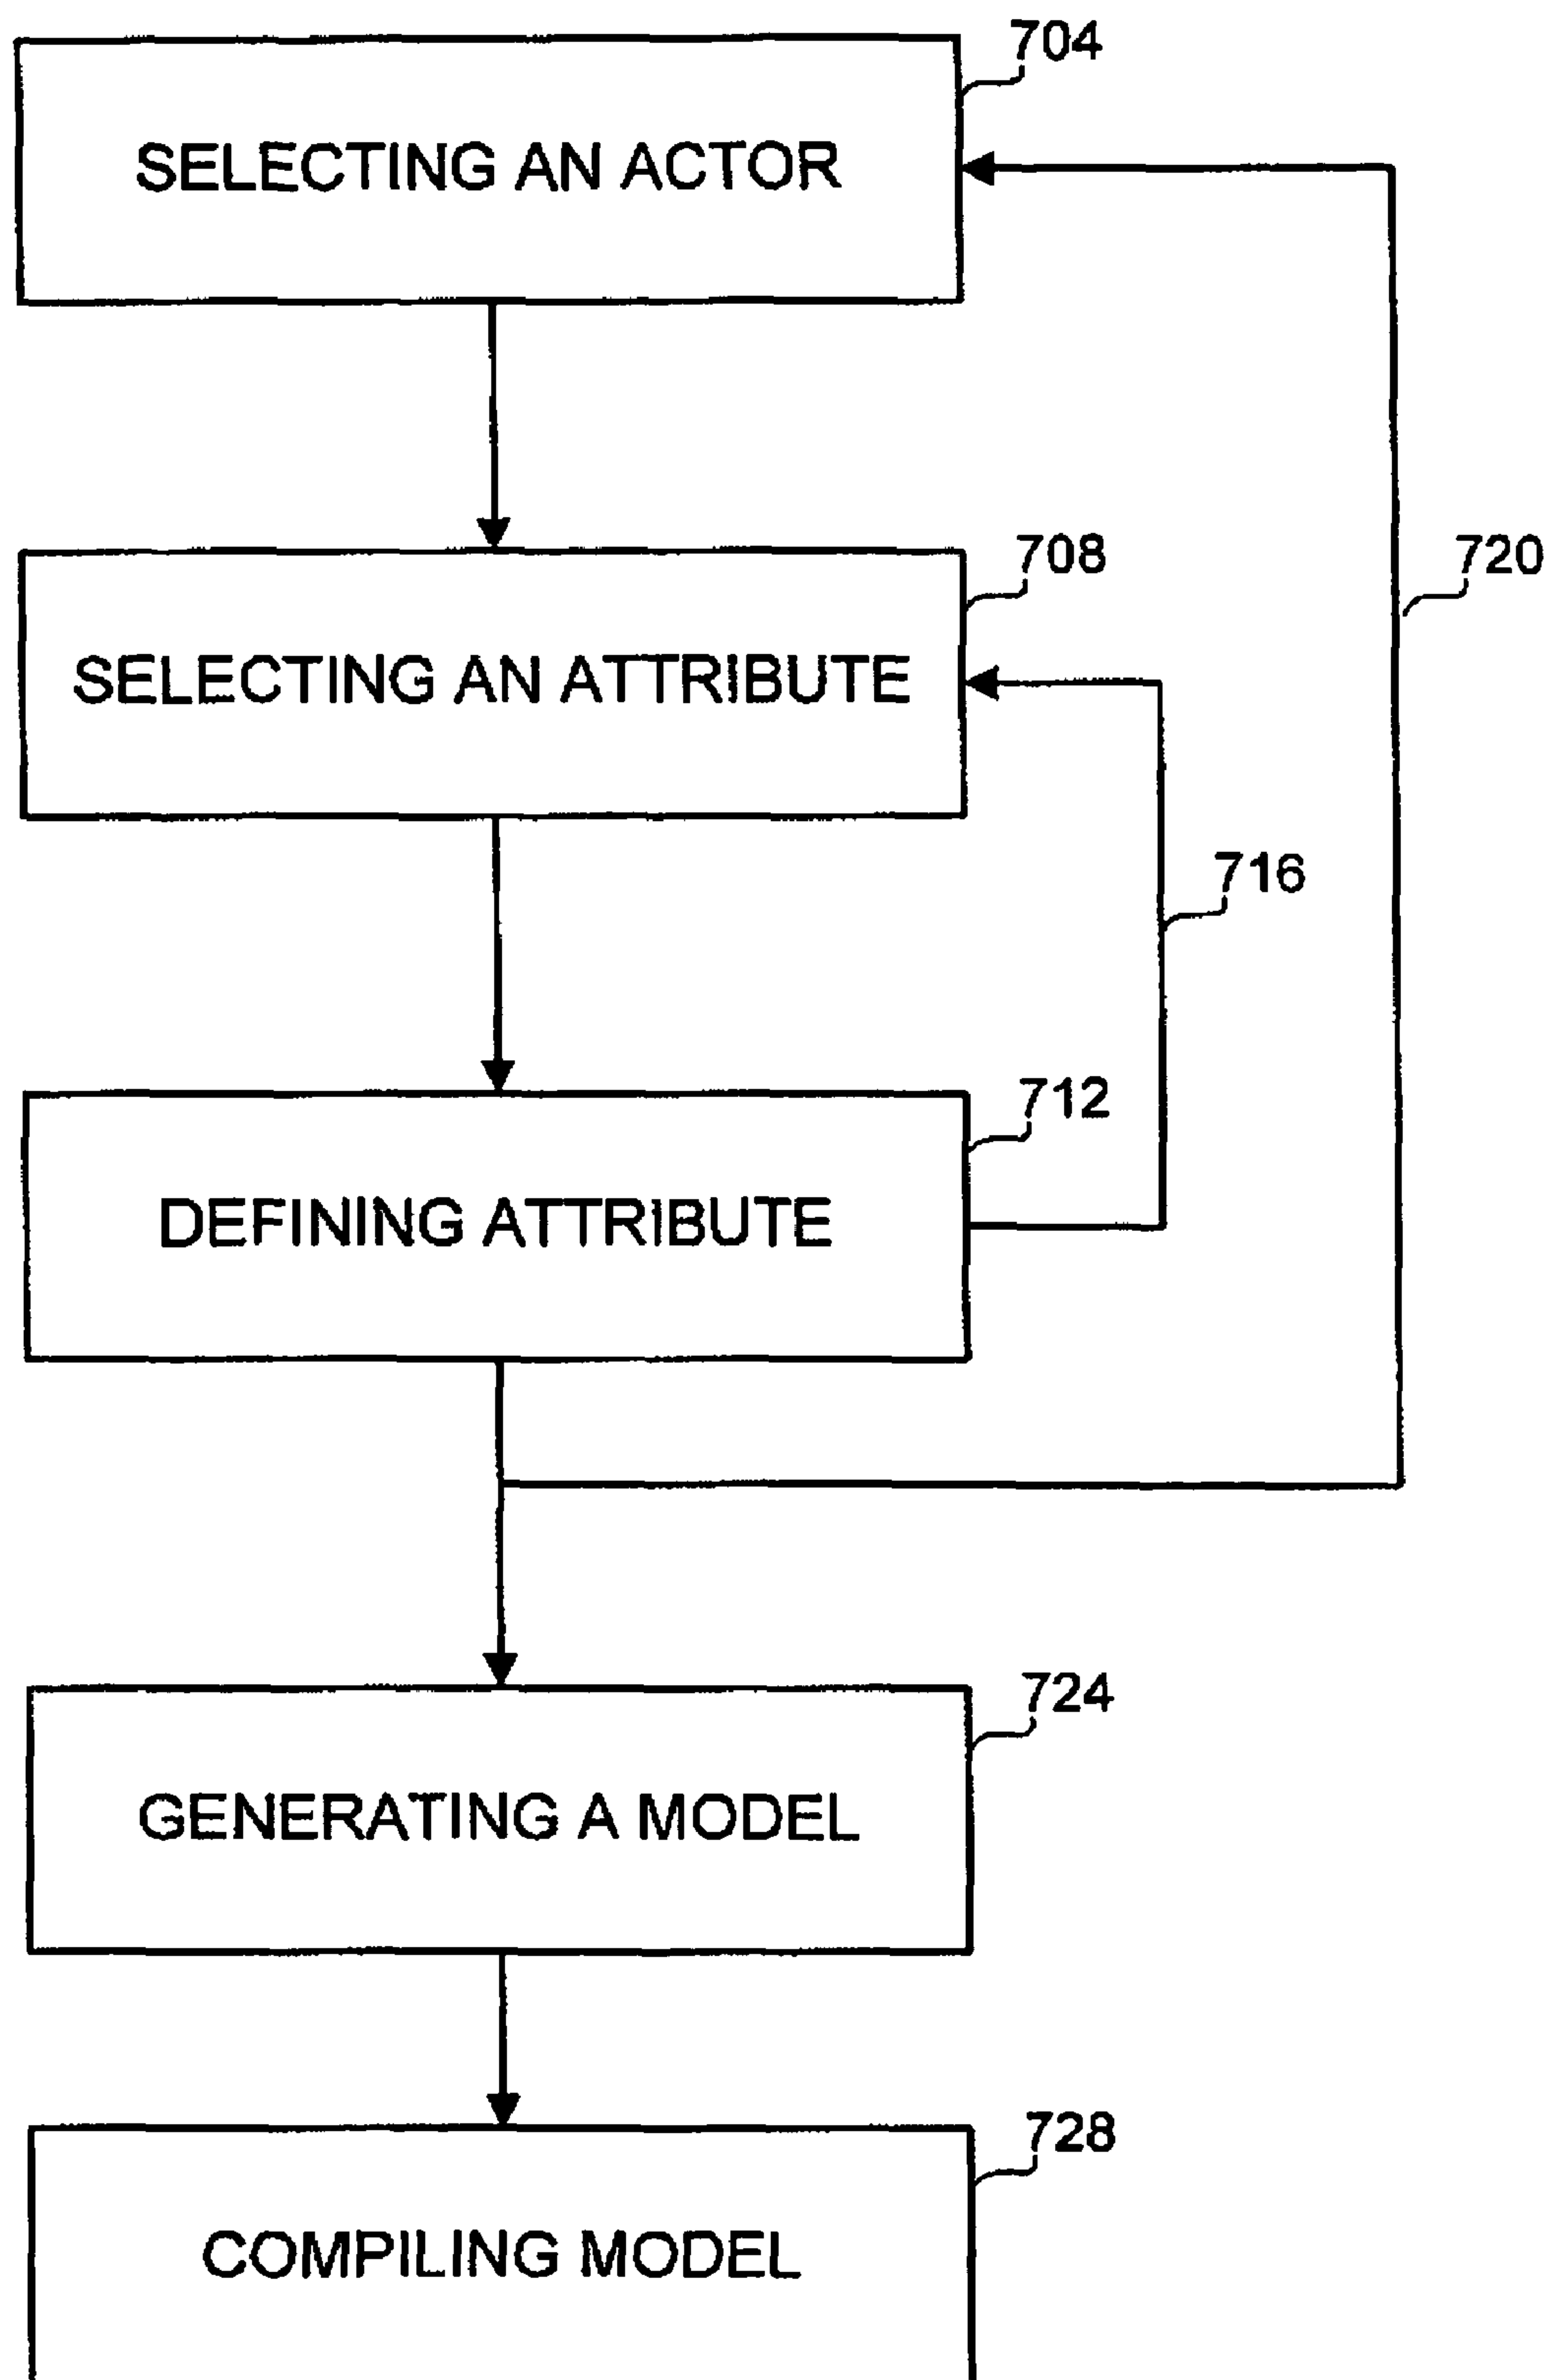 704
SELECTING AN ACTOR
708
720
SELECTING AN ATTRIBUTE
716
712
DEFINING ATTRIBUTE
724
GENERATING A MODEL
728
COMPILING MODEL